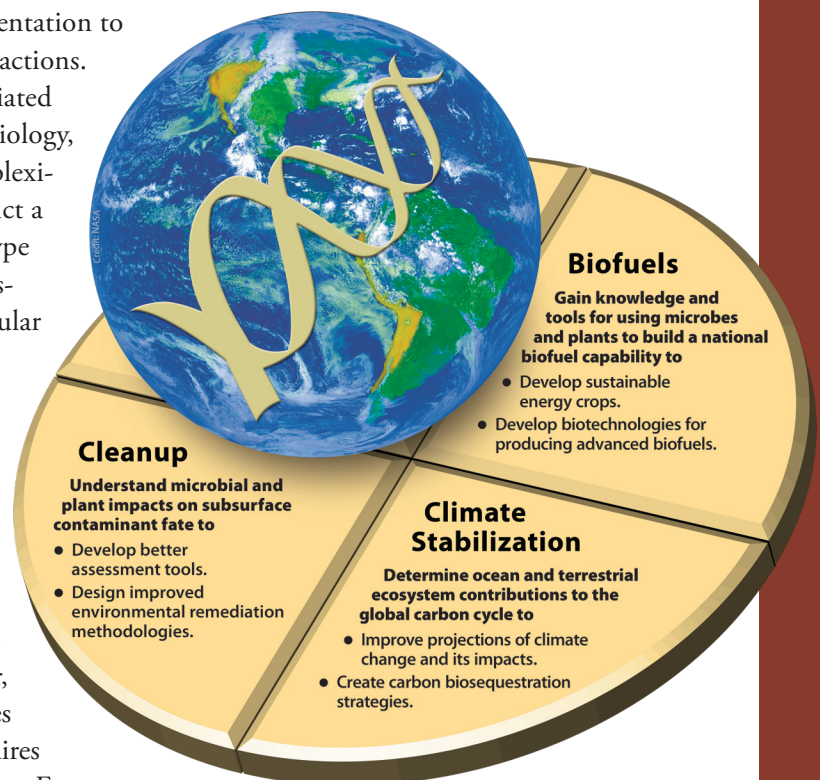 entation to
actions.
iated
iology,
plexi-
ct a
ype
s-
ular
Credit: NASA
Biofuels
Gain knowledge and
tools for using microbes
and plants to build a national
biofuel capability to
• Develop sustainable
energy crops.
• Develop biotechnologies for
producing advanced biofuels.
Cleanup
Understand microbial and
plant impacts on subsurface
contaminant fate to
• Develop better
assessment tools.
• Design improved
environmental remediation
methodologies.
Climate
Stabilization
Determine ocean and terrestrial
ecosystem contributions to the
global carbon cycle to
• Improve projections of climate
change and its impacts.
• Create carbon biosequestration
strategies.
es
ires